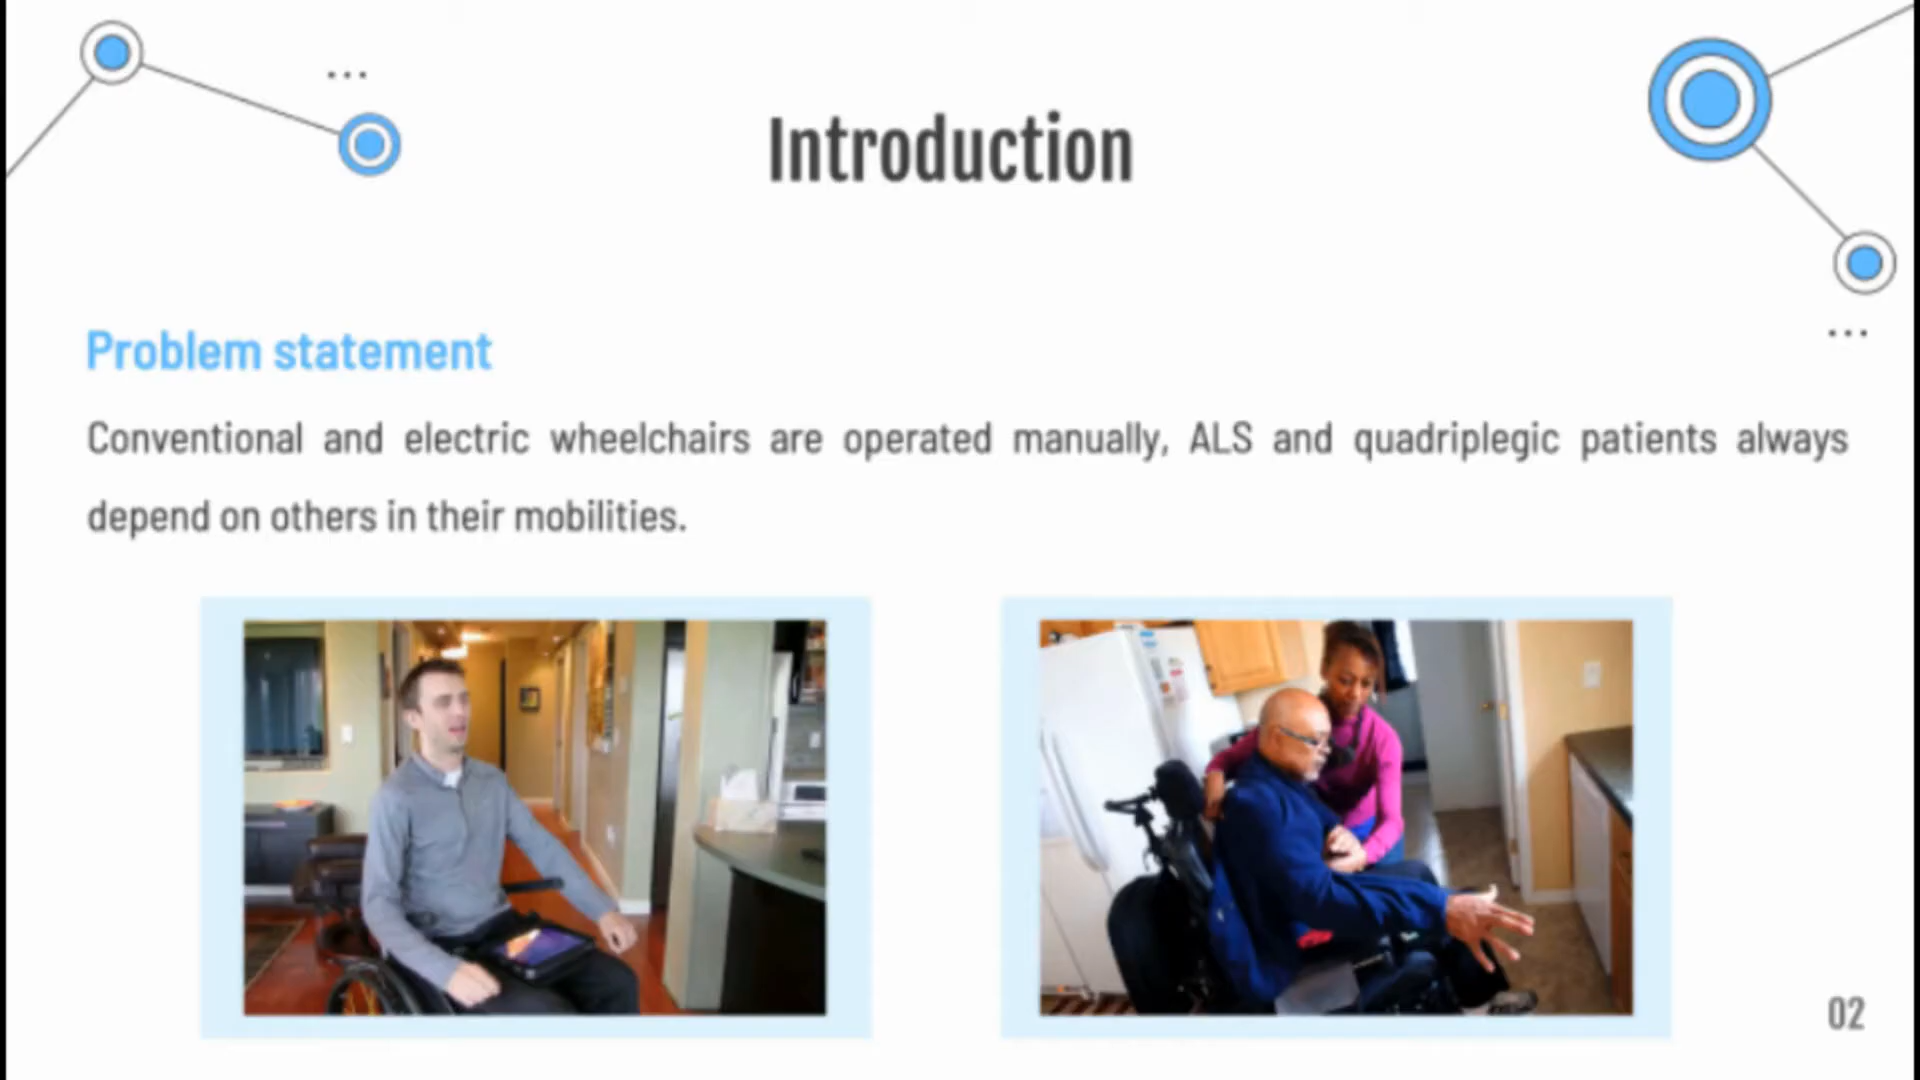 Introduction
Problem statement
Conventional and electric wheelchairs are operated manually, ALS and quadriplegic patients always
depend on others in their mobilities.
02